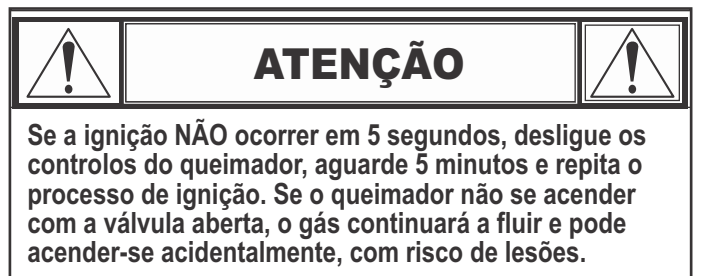 ATENÇÃO
Se a ignição NÃO ocorrer em 5 segundos, desligue os
controlos do queimador, aguarde 5 minutos e repita o
processo de ignição. Se o queimador não se acender
com a válvula aberta, o gás continuará a fluir e pode
acender-se acidentalmente, com risco de lesões.